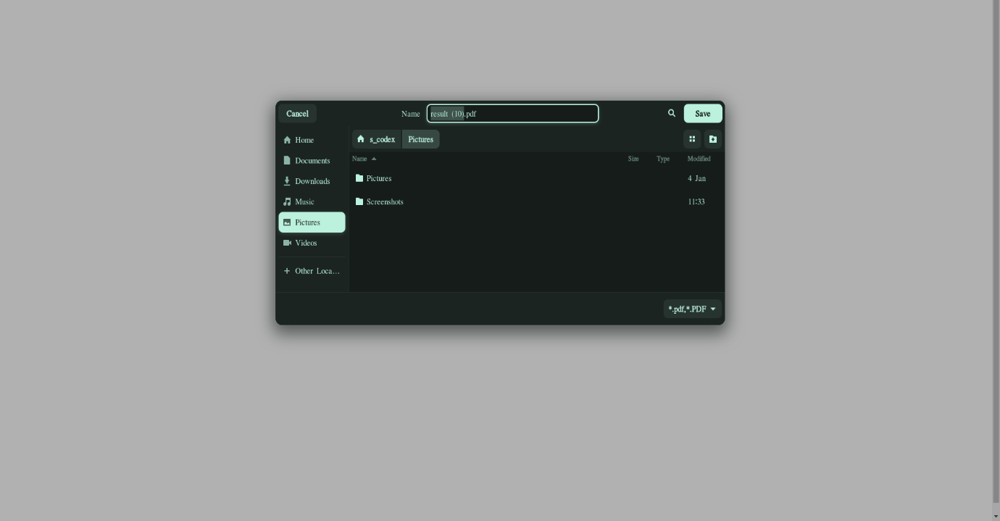 Cancel Name result (10).pdf Save
Home
Documents
Downloads
Music
Pictures
Videos
Other Loca...
s_codex Pictures
Name Size Type Modified
Pictures 4 Jan
Screenshots 11:33
*.pdf,*.PDF